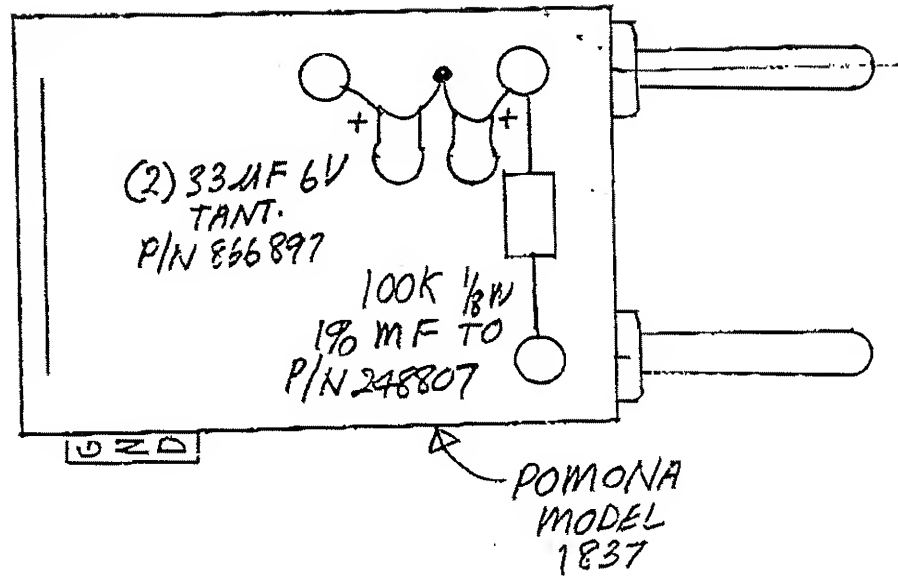 + +
(2) 33µF 6V
TANT.
P/N 866897
100K 1/8W
1% MF TO
P/N 248807
GND
POMONA
MODEL
1837